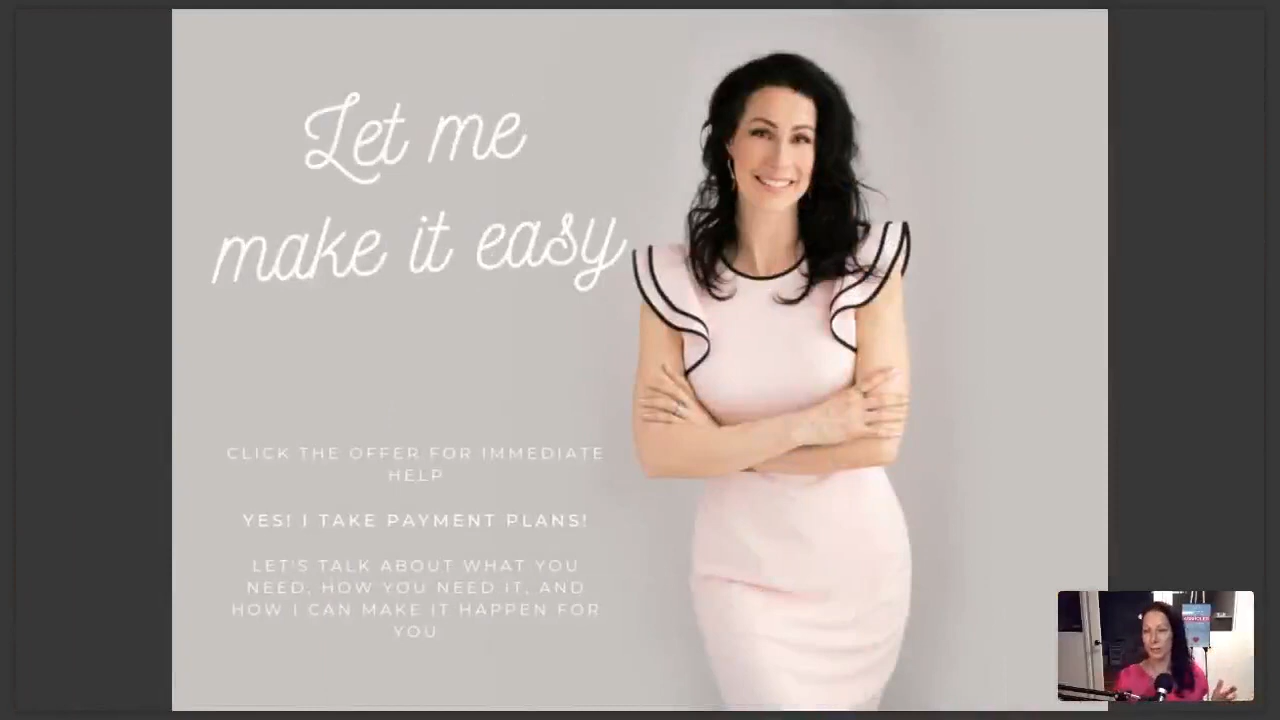 Let me
make it easy
CLICK THE OFFER FOR IMMEDIATE
HELP
YES! I TAKE PAYMENT PLANS!
LET'S TALK ABOUT WHAT YOU
NEED, HOW YOU NEED IT, AND
HOW I CAN MAKE IT HAPPEN FOR
YOU